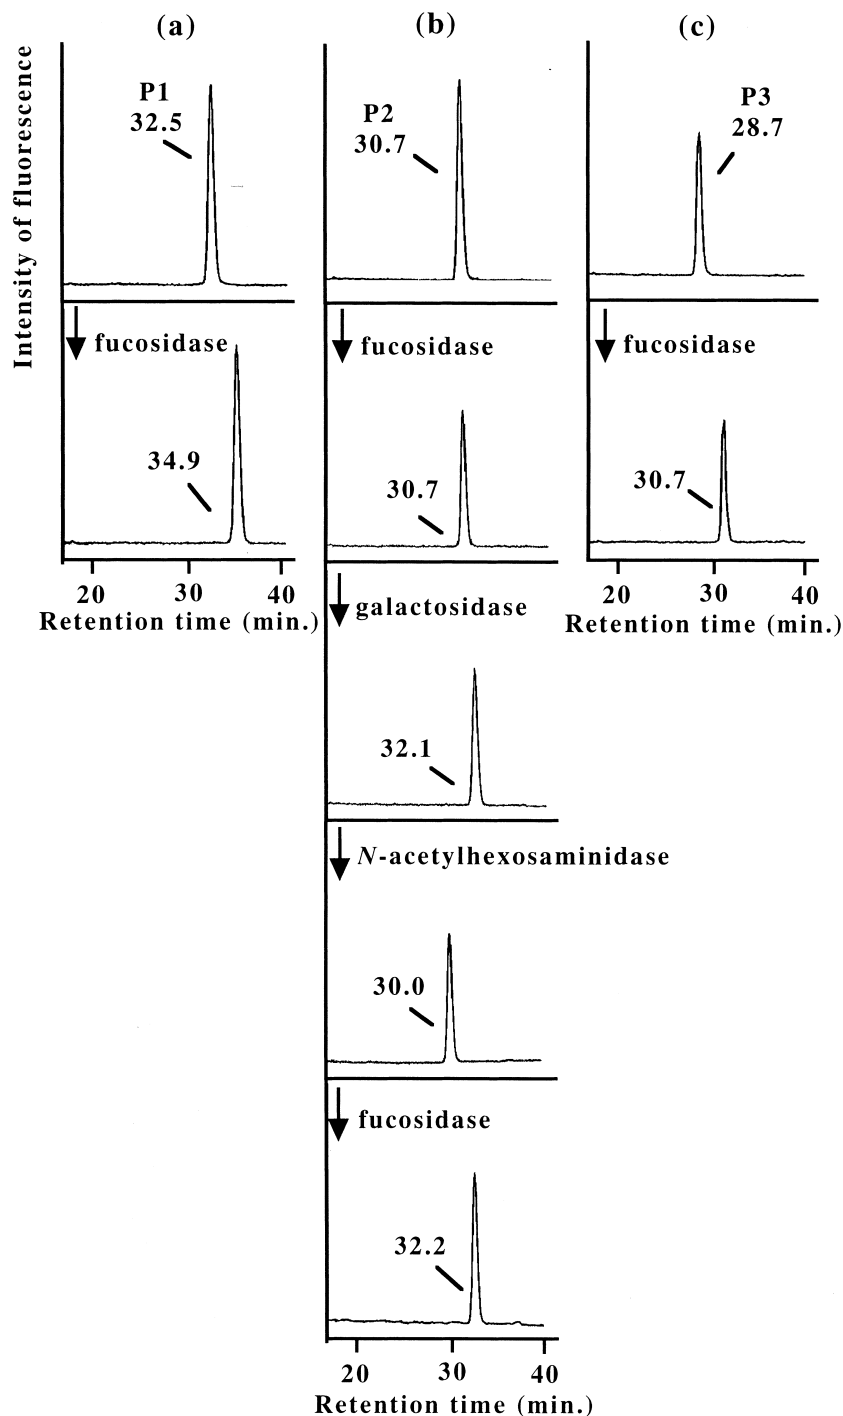 (a)
(b)
(c)
Intensity of fluorescence
P1
32.5
P2
30.7
P3
28.7
fucosidase
fucosidase
fucosidase
34.9
30.7
30.7
20 30 40
Retention time (min.)
20 30 40
Retention time (min.)
galactosidase
32.1
N-acetylhexosaminidase
30.0
fucosidase
32.2
20 30 40
Retention time (min.)